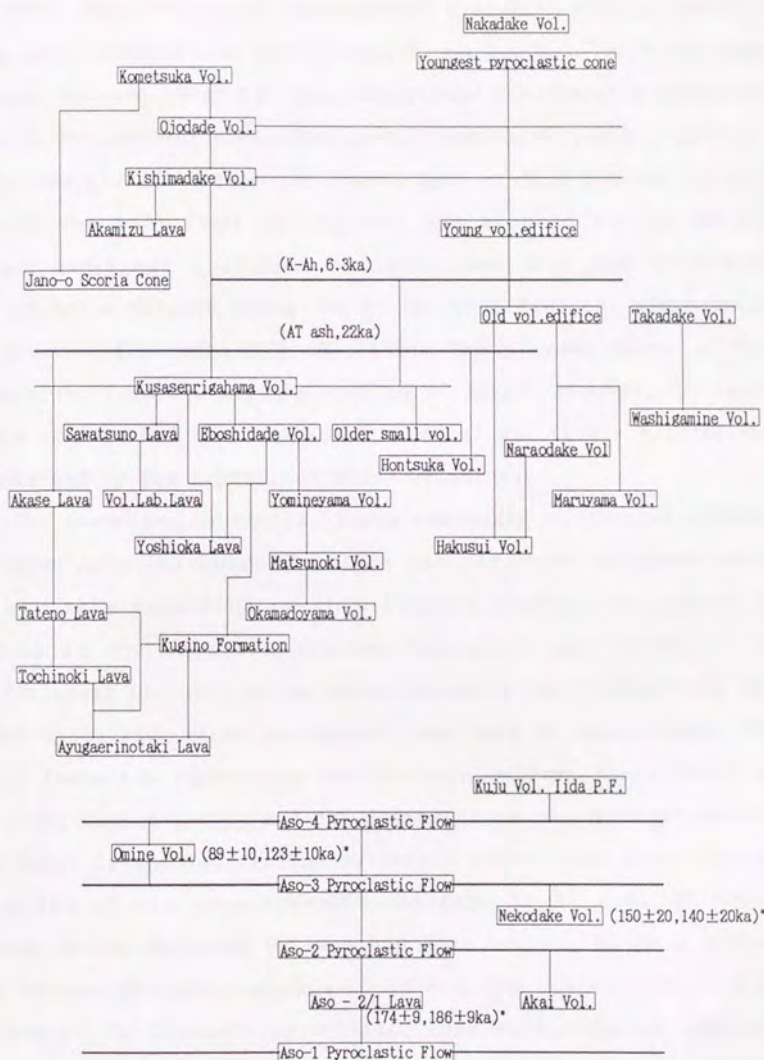 Nakadake Vol.
Kometsuka Vol.
Youngest pyroclastic cone
Ojodade Vol.
Kishimadake Vol.
Akamizu Lava
Young vol.edifice
Jano-o Scoria Cone
(K-Ah,6.3ka)
Old vol.edifice
Takadake Vol.
(AT ash,22ka)
Kusasenrigahama Vol.
Washigamine Vol.
Sawatsuno Lava
Eboshidade Vol.
Older small vol.
Naraodake Vol
Hontsuka Vol.
Akase Lava
Vol.Lab.Lava
Yomineyama Vol.
Maruyama Vol.
Yoshioka Lava
Hakusui Vol.
Matsunoki Vol.
Tateno Lava
Okamadoyama Vol.
Kugino Formation
Tochinoki Lava
Ayugaerinotaki Lava
Kuju Vol. Iida P.F.
Aso-4 Pyroclastic Flow
Omine Vol. (89±10,123±10ka)*
Aso-3 Pyroclastic Flow
Nekodake Vol. (150±20,140±20ka)*
Aso-2 Pyroclastic Flow
Aso - 2/1 Lava
Akai Vol.
(174±9,186±9ka)*
Aso-1 Pyroclastic Flow